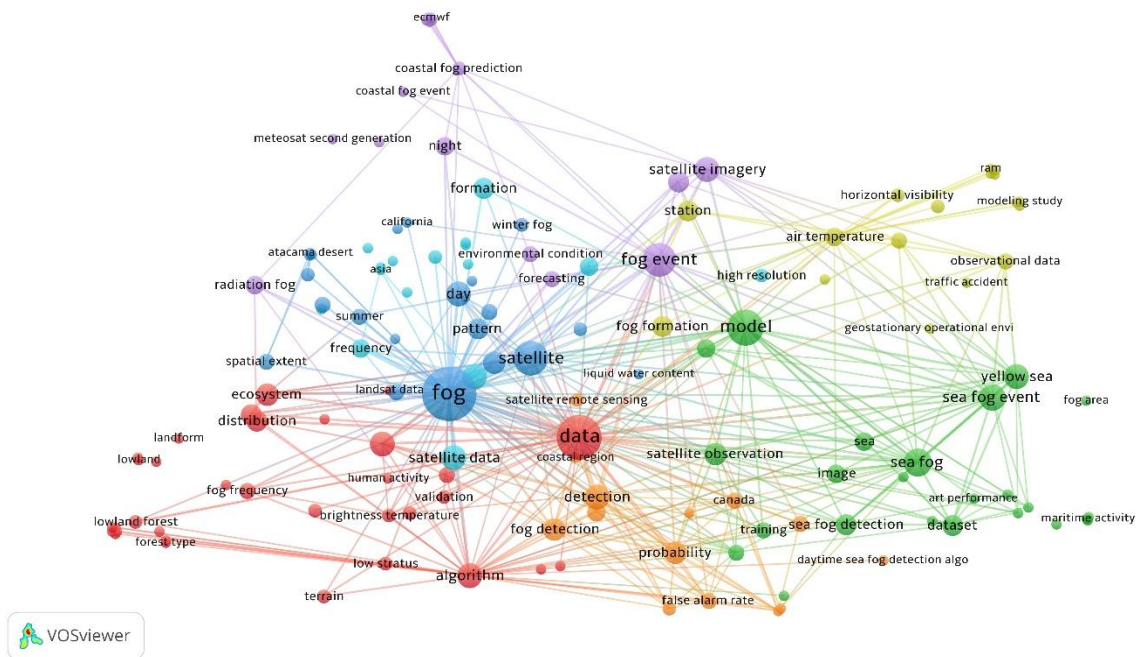 ecmwf
coastal fog prediction
coastal fog event
meteosat second generation
night
satellite imagery
ram
formation
horizontal visibility
station
modeling study
california
winter fog
air temperature
atacama desert
environmental condition
fog event
observational data
asia
high resolution
radiation fog
forecasting
traffic accident
day
summer
pattern
fog formation
model
geostationary operational envi
frequency
satellite
spatial extent
liquid water content
yellow sea
ecosystem
landsat data
fog
sea fog event
satellite remote sensing
fog area
distribution
landform
data
sea
lowland
satellite data
coastal region
satellite observation
sea fog
human activity
image
fog frequency
validation
detection
canada
art performance
lowland forest
brightness temperature
fog detection
training
sea fog detection
dataset
maritime activity
forest type
probability
low stratus
algorithm
daytime sea fog detection algo
terrain
false alarm rate
VOSviewer